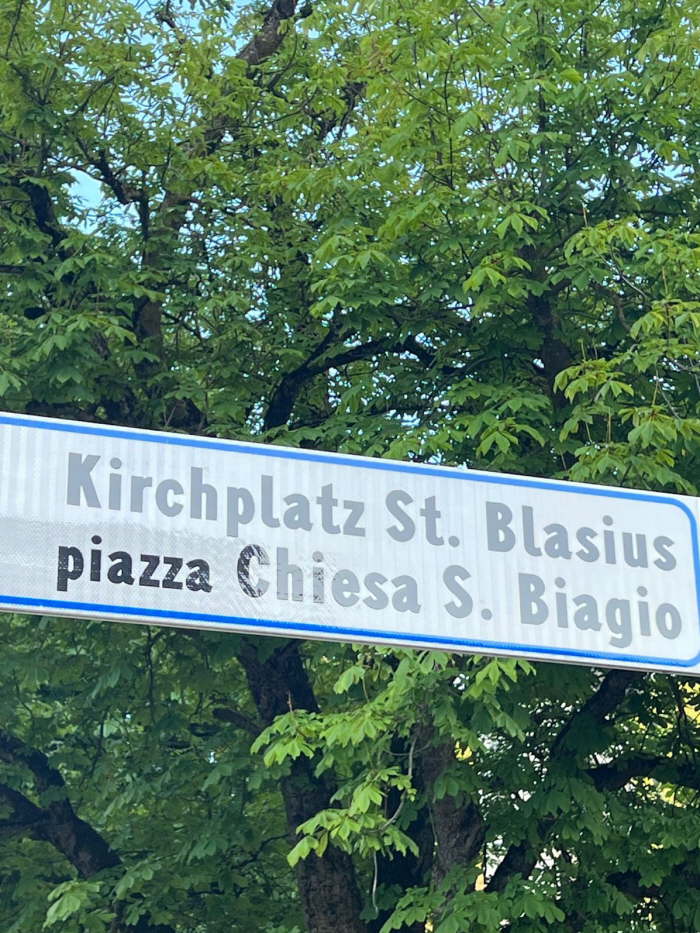 Kirchplatz St. Blasius
piazza Chiesa S. Biagio